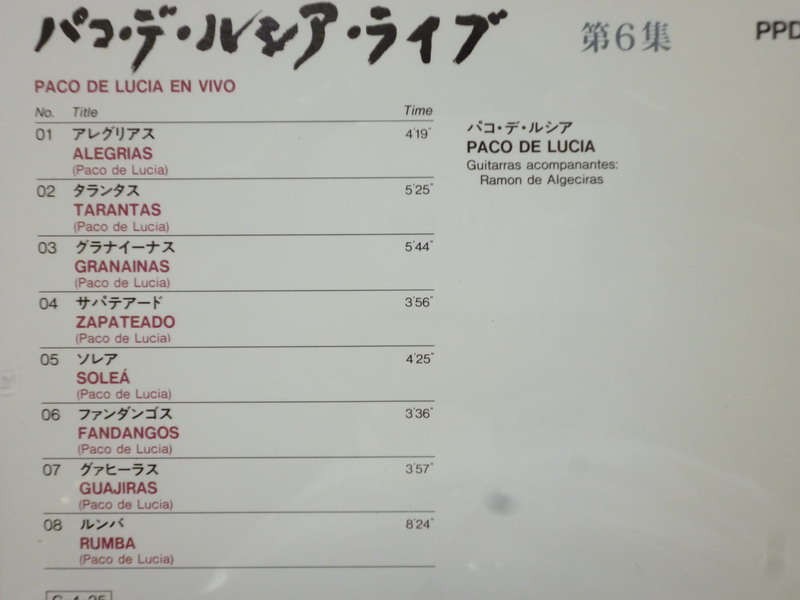 パコ・デ・ルシア・ライブ 第6集 PPD
PACO DE LUCIA EN VIVO
No. Title Time
01 アレグリアス 4'19"
ALEGRIAS
(Paco de Lucia)
02 タランタス 5'25"
TARANTAS
(Paco de Lucia)
03 グラナイーナス 5'44"
GRANAINAS
(Paco de Lucia)
04 サパテアード 3'56"
ZAPATEADO
(Paco de Lucia)
05 ソレア 4'25"
SOLEÁ
(Paco de Lucia)
06 ファンダンゴス 3'36"
FANDANGOS
(Paco de Lucia)
07 グァヒーラス 3'57"
GUAJIRAS
(Paco de Lucia)
08 ルンバ 8'24"
RUMBA
(Paco de Lucia)
パコ・デ・ルシア
PACO DE LUCIA
Guitarras acompanantes:
Ramon de Algeciras